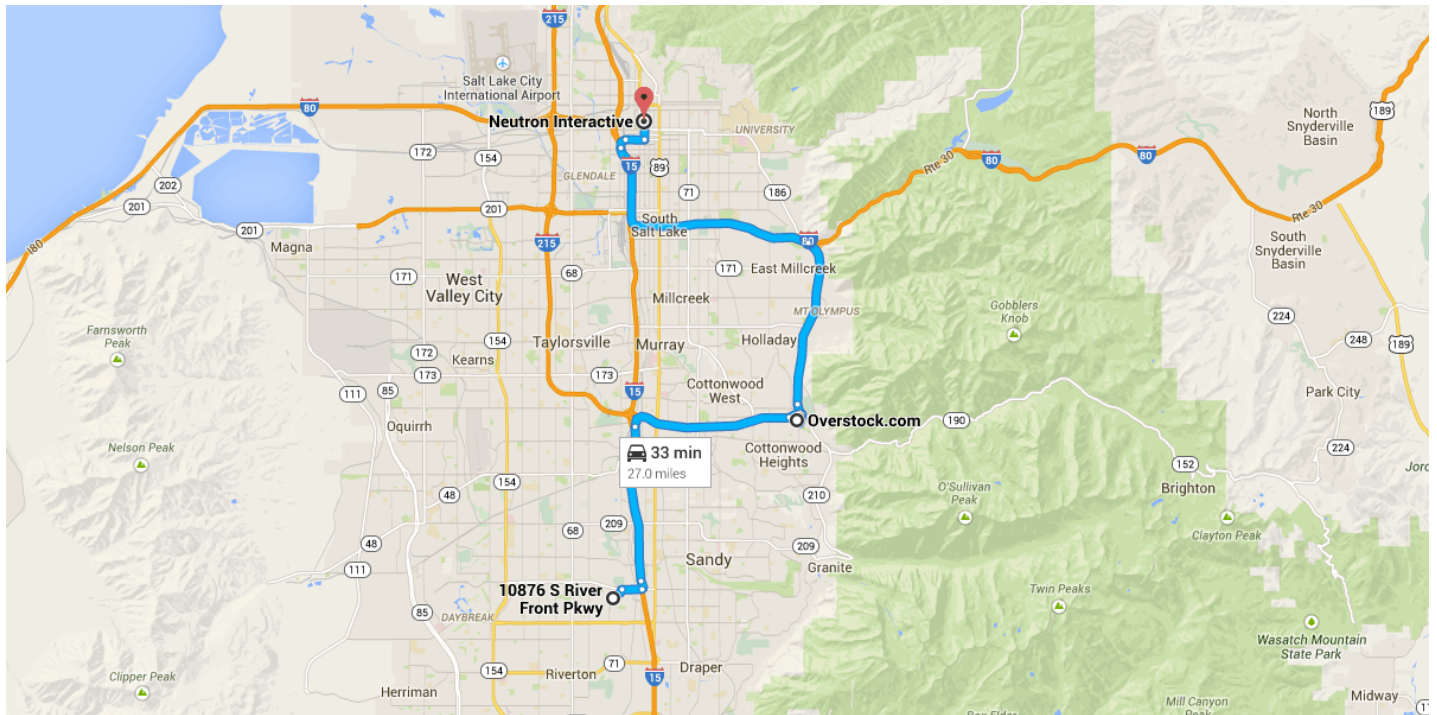 215
Salt Lake City
International Airport
80
Neutron Interactive
UNIVERSITY
North
Snyderville
Basin
189
172
154
15
89
Rte 30
80
80
202
GLENDALE
71
186
201
201
201
South
Salt Lake
Rte 30
I80
Magna
215
80
South
Snyderville
Basin
171
68
171
East Millcreek
West
Valley City
Millcreek
MT OLYMPUS
Gobblers
Knob
Farnsworth
Peak
154
Taylorsville
Murray
Holladay
224
248
189
172
Kearns
173
173
Cottonwood
West
Park City
111
85
15
Oquirrh
Overstock.com
190
Nelson Peak
33 min
27.0 miles
Cottonwood
Heights
224
152
Brighton
48
154
210
O'Sullivan
Peak
68
209
Clayton Peak
48
111
Sandy
209
Granite
10876 S River
Front Pkwy
Twin Peaks
85
DAYBREAK
Wasatch Mountain
State Park
154
Riverton
71
Draper
15
Clipper Peak
Herriman
Mill Canyon
Peak
Midway